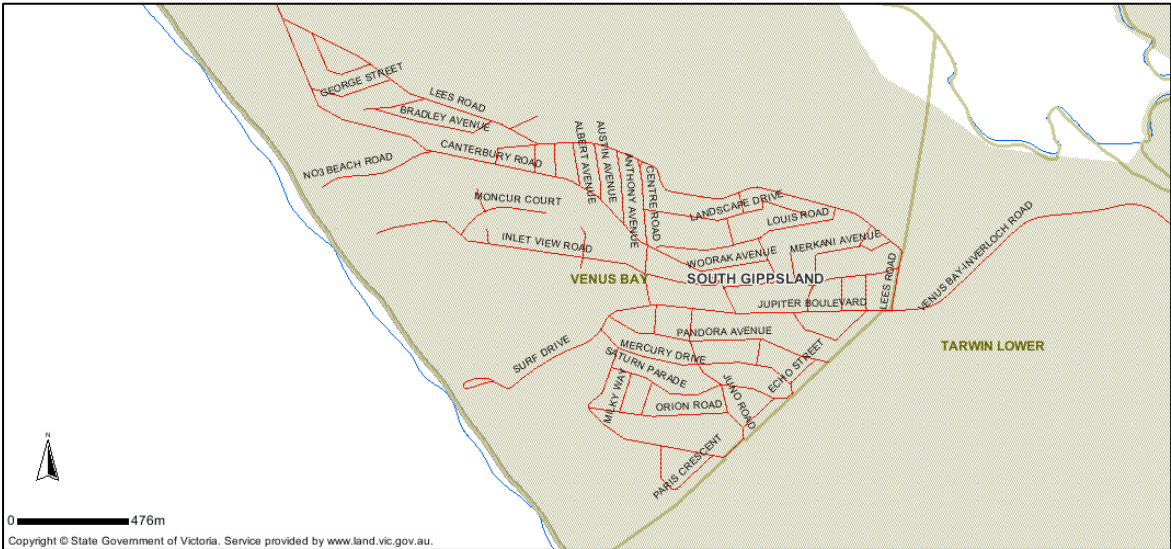 GEORGE STREET
LEES ROAD
BRADLEY AVENUE
CANTERBURY ROAD
NO3 BEACH ROAD
ALBERT AVENUE
AUSTIN AVENUE
ANTHONY AVENUE
CENTRE ROAD
MONCUR COURT
LANDSCAPE DRIVE
LOUIS ROAD
INLET VIEW ROAD
WOORAK AVENUE
MERKANI AVENUE
VENUS BAY
SOUTH GIPPSLAND
LEES ROAD
VENUS BAY-INVERLOCH ROAD
JUPITER BOULEVARD
PANDORA AVENUE
TARWIN LOWER
SURF DRIVE
MERCURY DRIVE
SATURN PARADE
ECHO STREET
MILKY WAY
ORION ROAD
JUNO ROAD
PARIS CRESCENT
N
0 476m
Copyright © State Government of Victoria. Service provided by www.land.vic.gov.au.